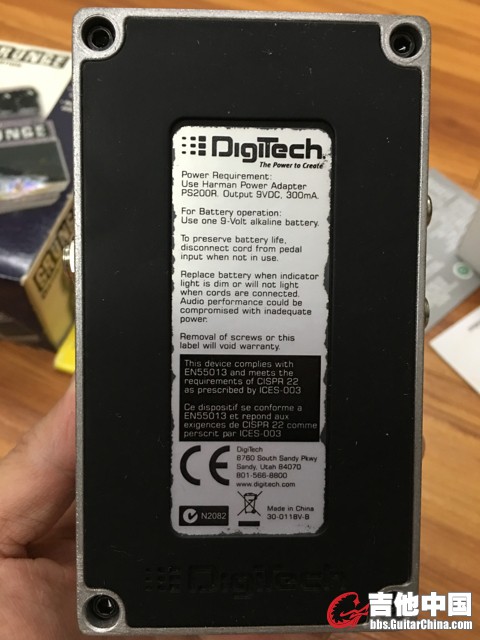 GRUNGE
UNGE
GRUNGE
DigiTech
The Power to Create
Power Requirement:
Use Harman Power Adapter
PS200R. Output 9VDC, 300mA.
For Battery operation:
Use one 9-Volt alkaline battery.
To preserve battery life,
disconnect cord from pedal
input when not in use.
Replace battery when indicator
light is dim or will not light
when cords are connected.
Audio performance could be
compromised with inadequate
power.
Removal of screws or this
label will void warranty.
This device complies with
EN55013 and meets the
requirements of CISPR 22
as prescribed by ICES-003
Ce dispositif se conforme a
EN55013 et repond aux
exigences de CISPR 22 comme
perscrit par ICES-003
CE
DigiTech
8760 South Sandy Pkwy
Sandy, Utah 84070
801-566-8800
www.digitech.com
N2082
Made in China
30-0118V-B
DigiTech
吉他中国
bbs.GuitarChina.com